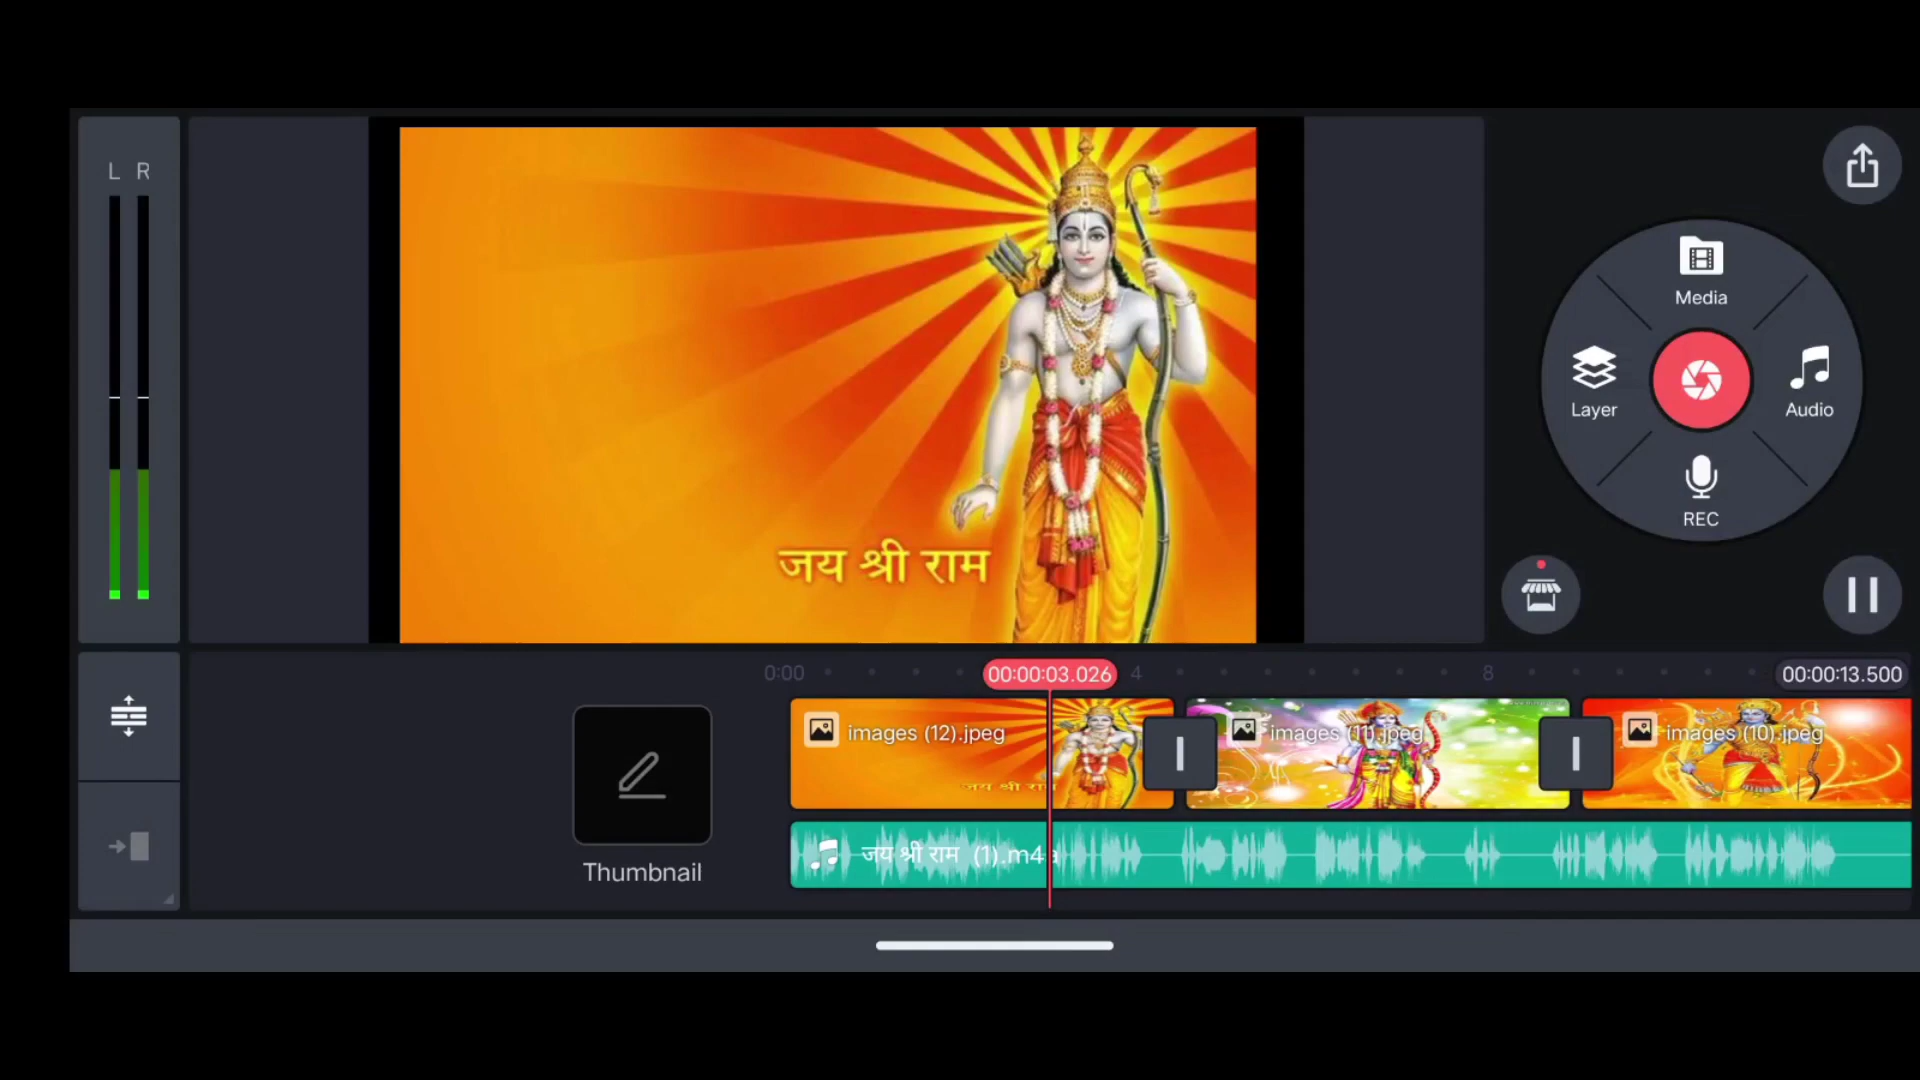 L R
Media
Layer
Audio
REC
जय श्री राम
0:00
00:00:03.026
4
8
00:00:13.500
images (12).jpeg
images (11).jpeg
images (10).jpeg
जय श्री राम
Thumbnail
जय श्री राम (1).m4a